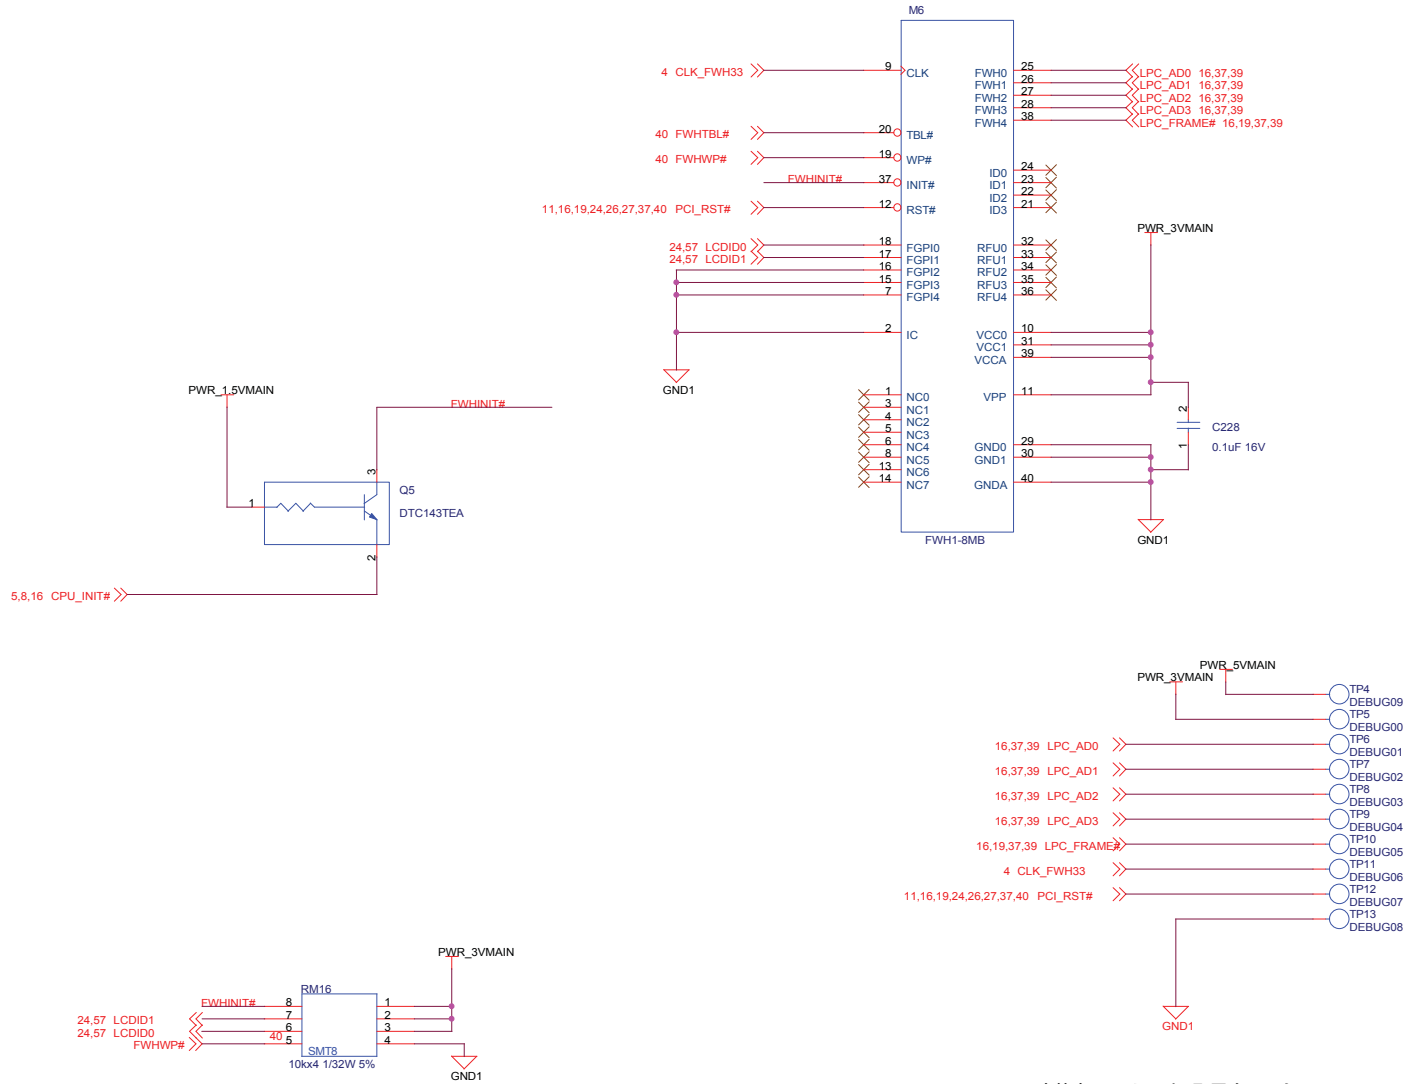 M6
4 CLK_FWH33
9
CLK
FWH0
25
LPC_AD0 16,37,39
FWH1
26
LPC_AD1 16,37,39
FWH2
27
LPC_AD2 16,37,39
FWH3
28
LPC_AD3 16,37,39
FWH4
38
LPC_FRAME# 16,19,37,39
40 FWHTBL#
20
TBL#
40 FWHWP#
19
WP#
ID0
24
FWHINIT#
37
INIT#
ID1
23
ID2
22
11,16,19,24,26,27,37,40 PCI_RST#
12
RST#
ID3
21
PWR_3VMAIN
24,57 LCDID0
18
FGPI0
RFU0
32
24,57 LCDID1
17
FGPI1
RFU1
33
16
FGPI2
RFU2
34
15
FGPI3
RFU3
35
7
FGPI4
RFU4
36
2
IC
VCC0
10
VCC1
31
VCCA
39
GND1
VPP
11
1
NC0
3
NC1
4
NC2
5
NC3
6
NC4
8
NC5
13
NC6
14
NC7
GND0
29
GND1
30
GNDA
40
2
1
C228
0.1uF 16V
GND1
FWH1-8MB
PWR_1.5VMAIN
FWHINIT#
3
1
Q5
DTC143TEA
2
5,8,16 CPU_INIT#
PWR_5VMAIN
PWR_3VMAIN
TP4
DEBUG09
TP5
DEBUG00
16,37,39 LPC_AD0
TP6
DEBUG01
16,37,39 LPC_AD1
TP7
DEBUG02
16,37,39 LPC_AD2
TP8
DEBUG03
16,37,39 LPC_AD3
TP9
DEBUG04
16,19,37,39 LPC_FRAME#
TP10
DEBUG05
4 CLK_FWH33
TP11
DEBUG06
11,16,19,24,26,27,37,40 PCI_RST#
TP12
DEBUG07
TP13
DEBUG08
GND1
PWR_3VMAIN
RM16
FWHINIT#
8
1
24,57 LCDID1
7
2
24,57 LCDID0
6
3
FWHWP#
40
5
4
SMT8
10kx4 1/32W 5%
GND1